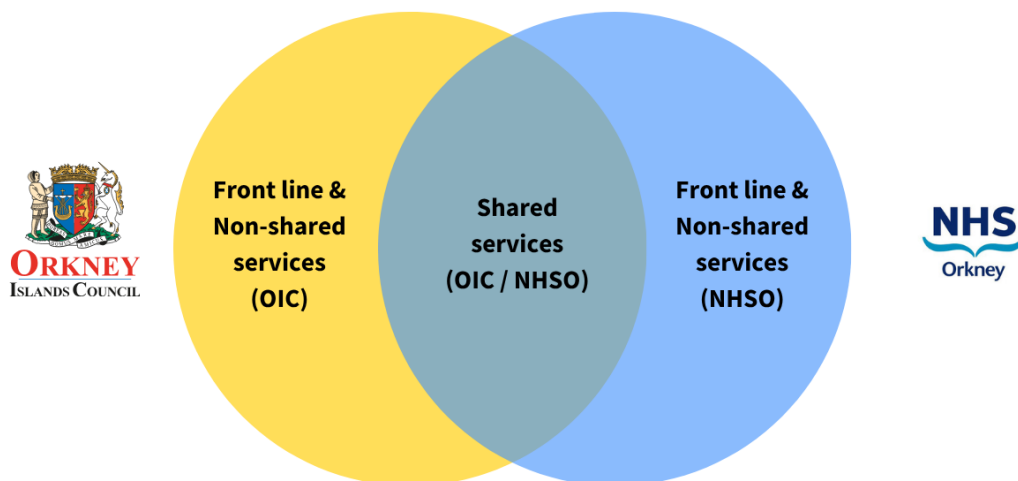 ORKNEY
ISLANDS COUNCIL
Front line &
Non-shared
services
(OIC)
Shared
services
(OIC / NHSO)
Front line &
Non-shared
services
(NHSO)
NHS
Orkney